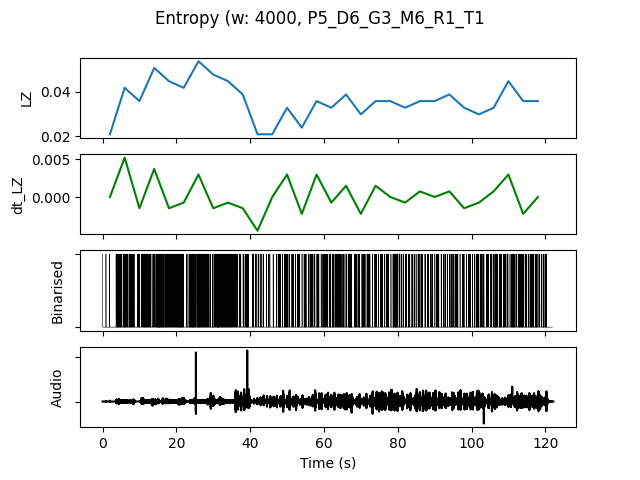 Entropy (w: 4000, P5_D6_G3_M6_R1_T1
LZ
0.04
0.02
dt_LZ
0.005
0.000
Binarised
Audio
0
20
40
60
80
100
120
Time (s)